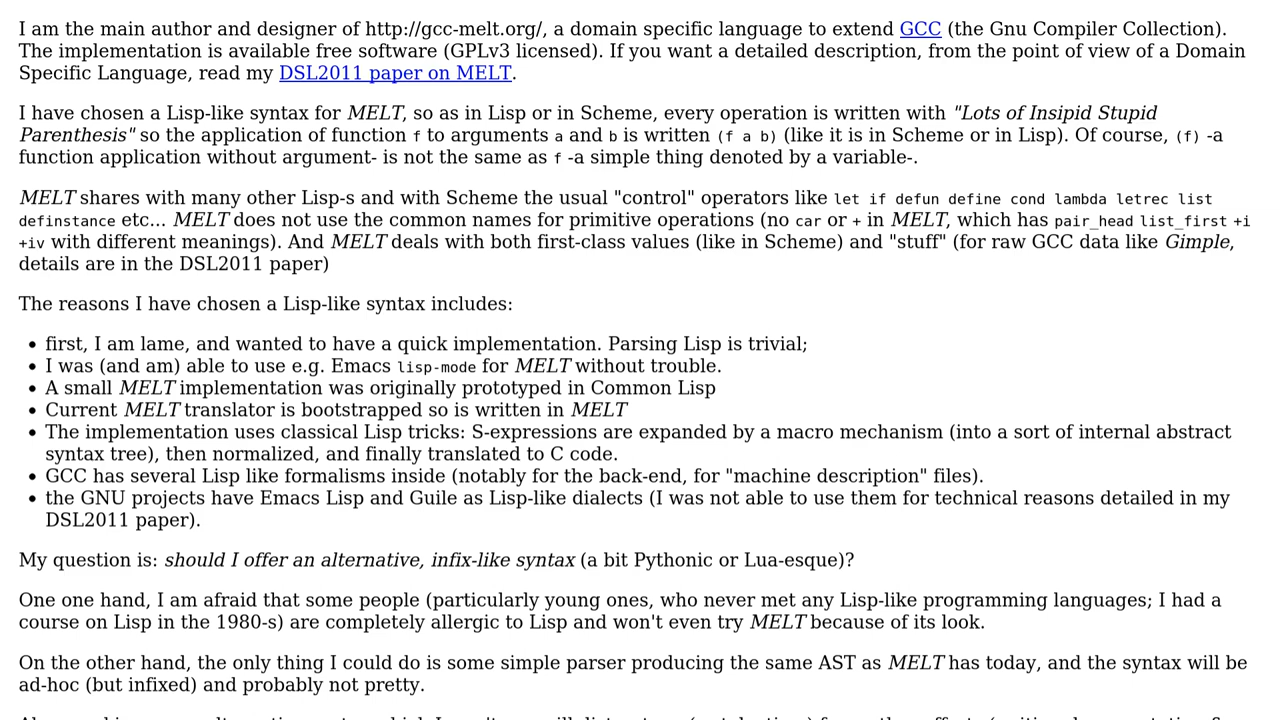 I am the main author and designer of http://gcc-melt.org/, a domain specific language to extend GCC (the Gnu Compiler Collection).
The implementation is available free software (GPLv3 licensed). If you want a detailed description, from the point of view of a Domain
Specific Language, read my DSL2011 paper on MELT.
I have chosen a Lisp-like syntax for MELT, so as in Lisp or in Scheme, every operation is written with "Lots of Insipid Stupid
Parenthesis" so the application of function f to arguments a and b is written (f a b) (like it is in Scheme or in Lisp). Of course, (f) -a
function application without argument- is not the same as f -a simple thing denoted by a variable-.
MELT shares with many other Lisp-s and with Scheme the usual "control" operators like let if defun define cond lambda letrec list
definstance etc... MELT does not use the common names for primitive operations (no car or + in MELT, which has pair_head list_first +i
+iv with different meanings). And MELT deals with both first-class values (like in Scheme) and "stuff" (for raw GCC data like Gimple,
details are in the DSL2011 paper)
The reasons I have chosen a Lisp-like syntax includes:
• first, I am lame, and wanted to have a quick implementation. Parsing Lisp is trivial;
• I was (and am) able to use e.g. Emacs lisp-mode for MELT without trouble.
• A small MELT implementation was originally prototyped in Common Lisp
• Current MELT translator is bootstrapped so is written in MELT
• The implementation uses classical Lisp tricks: S-expressions are expanded by a macro mechanism (into a sort of internal abstract
syntax tree), then normalized, and finally translated to C code.
• GCC has several Lisp like formalisms inside (notably for the back-end, for "machine description" files).
• the GNU projects have Emacs Lisp and Guile as Lisp-like dialects (I was not able to use them for technical reasons detailed in my
DSL2011 paper).
My question is: should I offer an alternative, infix-like syntax (a bit Pythonic or Lua-esque)?
One one hand, I am afraid that some people (particularly young ones, who never met any Lisp-like programming languages; I had a
course on Lisp in the 1980-s) are completely allergic to Lisp and won't even try MELT because of its look.
On the other hand, the only thing I could do is some simple parser producing the same AST as MELT has today, and the syntax will be
ad-hoc (but infixed) and probably not pretty.